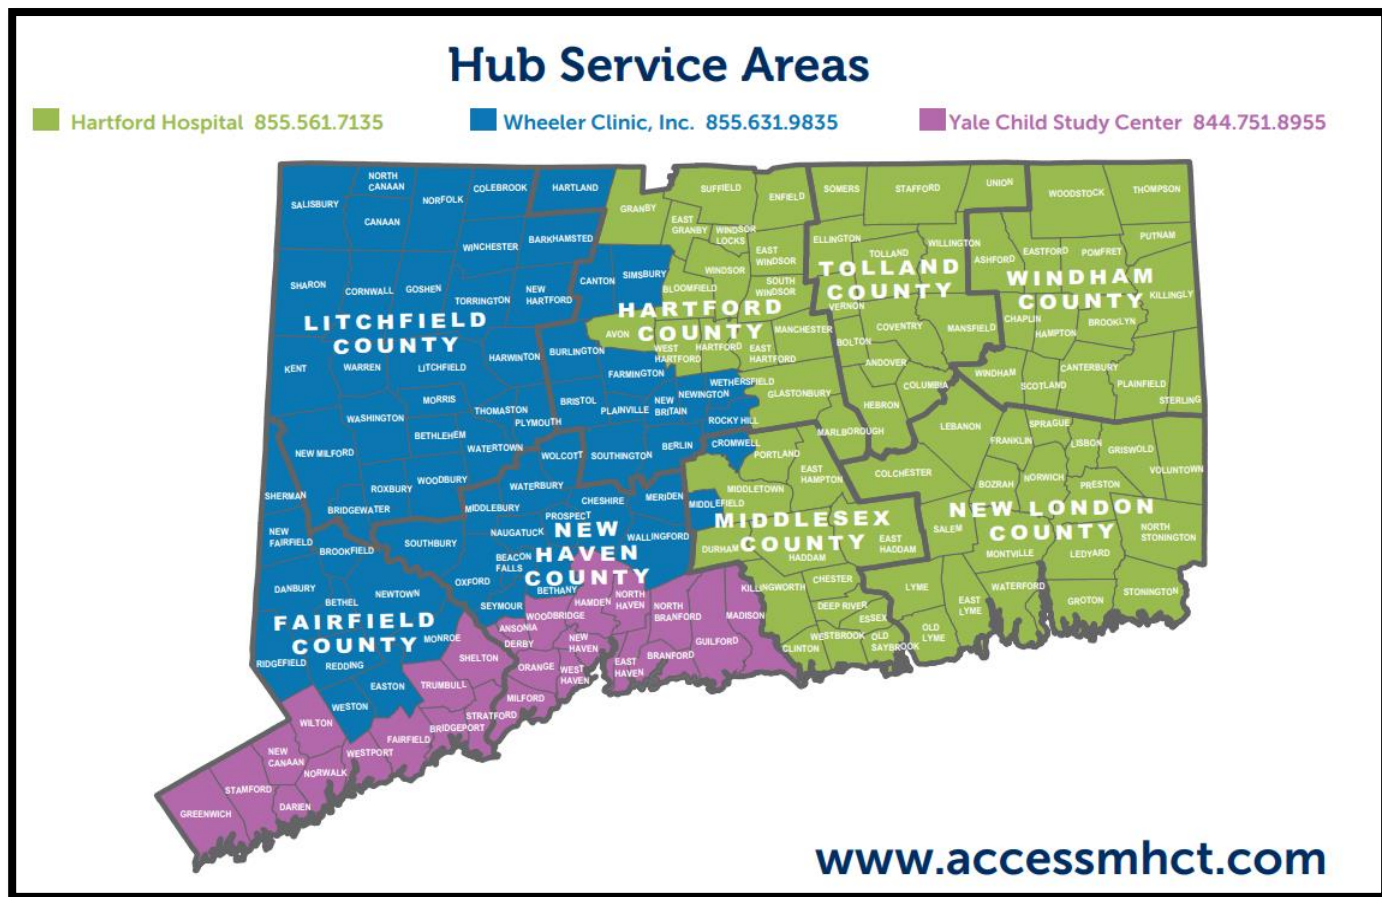 Hub Service Areas
Hartford Hospital 855.561.7135
Wheeler Clinic, Inc. 855.631.9835
Yale Child Study Center 844.751.8955
LITCHFIELD
COUNTY
SALISBURY
NORTH
CANAAN
CANAAN
NORFOLK
COLEBROOK
WINCHESTER
BARKHAMSTED
SHARON
CORNWALL
GOSHEN
TORRINGTON
NEW
HARTFORD
KENT
WARREN
LITCHFIELD
HARWINTON
MORRIS
WASHINGTON
THOMASTON
PLYMOUTH
BETHLEHEM
WATERTOWN
NEW MILFORD
ROXBURY
WOODBURY
BRIDGEWATER
HARTFORD
COUNTY
HARTLAND
GRANBY
SUFFIELD
ENFIELD
EAST
GRANBY
WINDSOR
LOCKS
EAST
WINDSOR
CANTON
SIMSBURY
WINDSOR
BLOOMFIELD
SOUTH
WINDSOR
AVON
WEST
HARTFORD
HARTFORD
EAST
HARTFORD
MANCHESTER
BURLINGTON
FARMINGTON
WETHERSFIELD
NEWINGTON
GLASTONBURY
BRISTOL
PLAINVILLE
NEW
BRITAIN
ROCKY HILL
MARLBOROUGH
SOUTHINGTON
BERLIN
TOLLAND
COUNTY
SOMERS
STAFFORD
UNION
ELLINGTON
TOLLAND
WILLINGTON
VERNON
COVENTRY
MANSFIELD
BOLTON
ANDOVER
COLUMBIA
HEBRON
WINDHAM
COUNTY
WOODSTOCK
THOMPSON
PUTNAM
ASHFORD
EASTFORD
POMFRET
KILLINGLY
CHAPLIN
HAMPTON
BROOKLYN
WINDHAM
SCOTLAND
CANTERBURY
PLAINFIELD
STERLING
NEW HAVEN
COUNTY
WOLCOTT
WATERBURY
MIDDLEBURY
CHESHIRE
MERIDEN
PROSPECT
NAUGATUCK
WALLINGFORD
SOUTHBURY
BEACON
FALLS
OXFORD
BETHANY
SEYMOUR
HAMDEN
NORTH
HAVEN
NORTH
BRANFORD
MADISON
WOODBRIDGE
ANSONIA
DERBY
NEW
HAVEN
GUILFORD
ORANGE
WEST
HAVEN
EAST
HAVEN
BRANFORD
MILFORD
MIDDLESEX
COUNTY
CROMWELL
PORTLAND
EAST
HAMPTON
MIDDLETOWN
MIDDLEFIELD
DURHAM
HADDAM
EAST
HADDAM
KILLINGWORTH
CHESTER
DEEP RIVER
ESSEX
WESTBROOK
OLD
SAYBROOK
CLINTON
NEW LONDON
COUNTY
LEBANON
SPRAGUE
FRANKLIN
LISBON
GRISWOLD
VOLUNTOWN
COLCHESTER
BOZRAH
NORWICH
PRESTON
SALEM
NORTH
STONINGTON
MONTVILLE
LEDYARD
LYME
EAST
LYME
WATERFORD
GROTON
STONINGTON
OLD
LYME
FAIRFIELD
COUNTY
SHERMAN
NEW
FAIRFIELD
BROOKFIELD
DANBURY
BETHEL
NEWTOWN
MONROE
RIDGEFIELD
REDDING
SHELTON
EASTON
TRUMBULL
WESTON
WILTON
STRATFORD
BRIDGEPORT
FAIRFIELD
WESTPORT
NEW
CANAAN
NORWALK
STAMFORD
DARIEN
GREENWICH
www.accessmhct.com